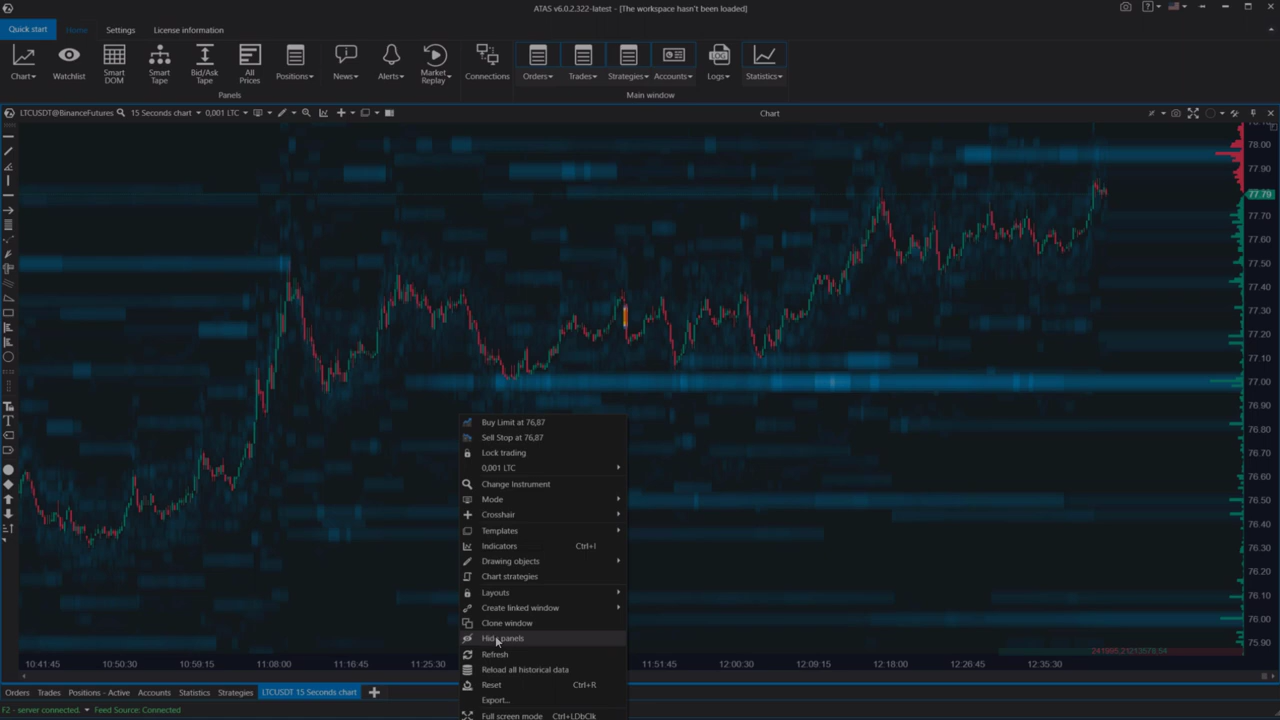 ATAS v6.0.2.322-latest - [The workspace hasn't been loaded]
Quick start
Home
Settings
License information
Chart
Watchlist
Smart DOM
Smart Tape
Bid/Ask Tape
All Prices
Positions
News
Alerts
Market Replay
Connections
Orders
Trades
Strategies
Accounts
Logs
Statistics
Panels
Main window
LTCUSDT@BinanceFutures
15 Seconds chart
0,001 LTC
Chart
78.00
77.90
77.79
77.70
77.60
77.50
77.40
77.30
77.20
77.10
77.00
76.90
76.80
76.70
76.60
76.50
76.40
76.30
76.20
76.10
76.00
75.90
Buy Limit at 76,87
Sell Stop at 76,87
Lock trading
0,001 LTC
Change Instrument
Mode
Crosshair
Templates
Indicators Ctrl+I
Drawing objects
Chart strategies
Layouts
Create linked window
Clone window
Hide panels
Refresh
Reload all historical data
Reset Ctrl+R
Export...
Full screen mode Ctrl+LDbClk
10:41:45 10:50:30 10:59:15 11:08:00 11:16:45 11:25:30 11:51:45 12:00:30 12:09:15 12:18:00 12:26:45 12:35:30
Orders Trades Positions - Active Accounts Statistics Strategies LTCUSDT 15 Seconds chart
F2 - server connected. Feed Source: Connected